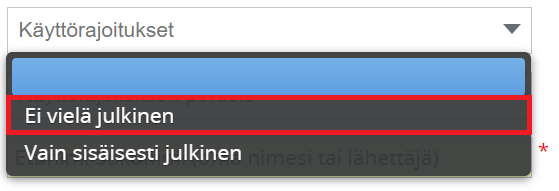 Käyttörajoitukset
Ei vielä julkinen
Vain sisäisesti julkinen
*